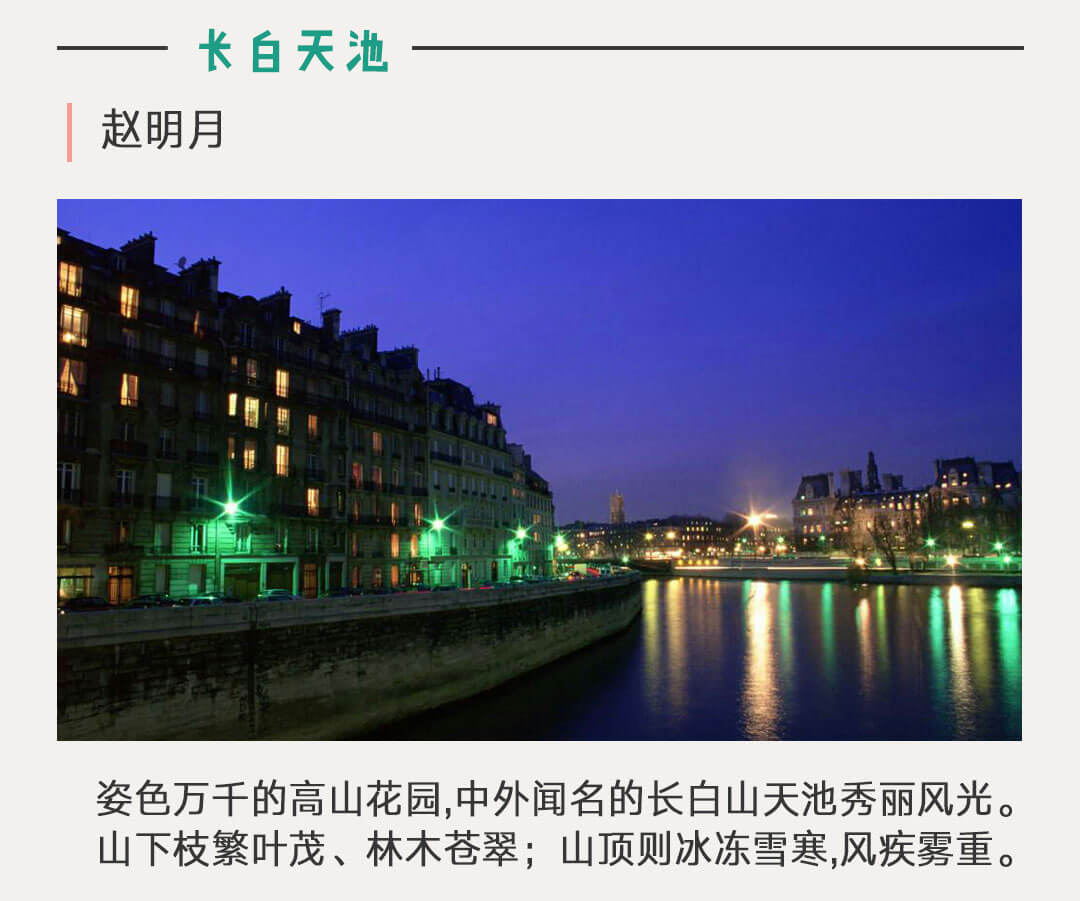 长白天池
赵明月
姿色万千的高山花园,中外闻名的长白山天池秀丽风光。
山下枝繁叶茂、林木苍翠；山顶则冰冻雪寒,风疾雾重。